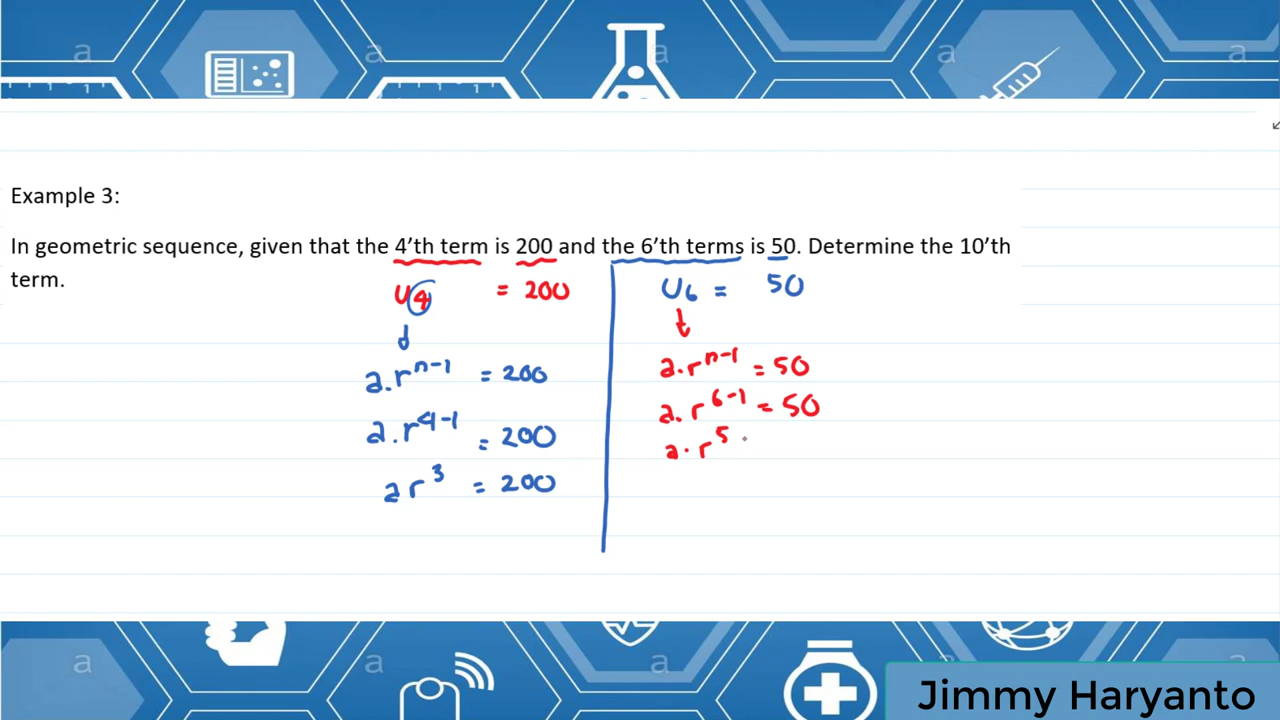 Example 3:
In geometric sequence, given that the 4'th term is 200 and the 6'th terms is 50. Determine the 10'th
term.
U4 = 200
a.r^n-1 = 200
a.r^4-1 = 200
ar^3 = 200
U6 = 50
a.r^n-1 = 50
a.r^6-1 = 50
a.r^5
Jimmy Haryanto